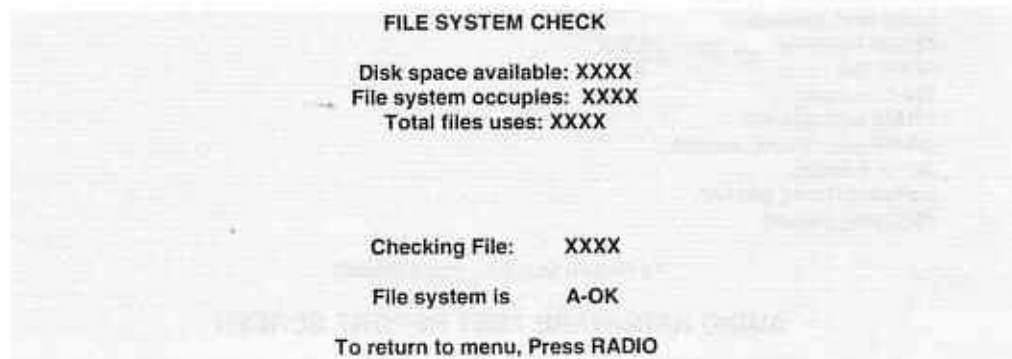 FILE SYSTEM CHECK
Disk space available: XXXX
File system occupies: XXXX
Total files uses: XXXX
Checking File: XXXX
File system is A-OK
To return to menu, Press RADIO